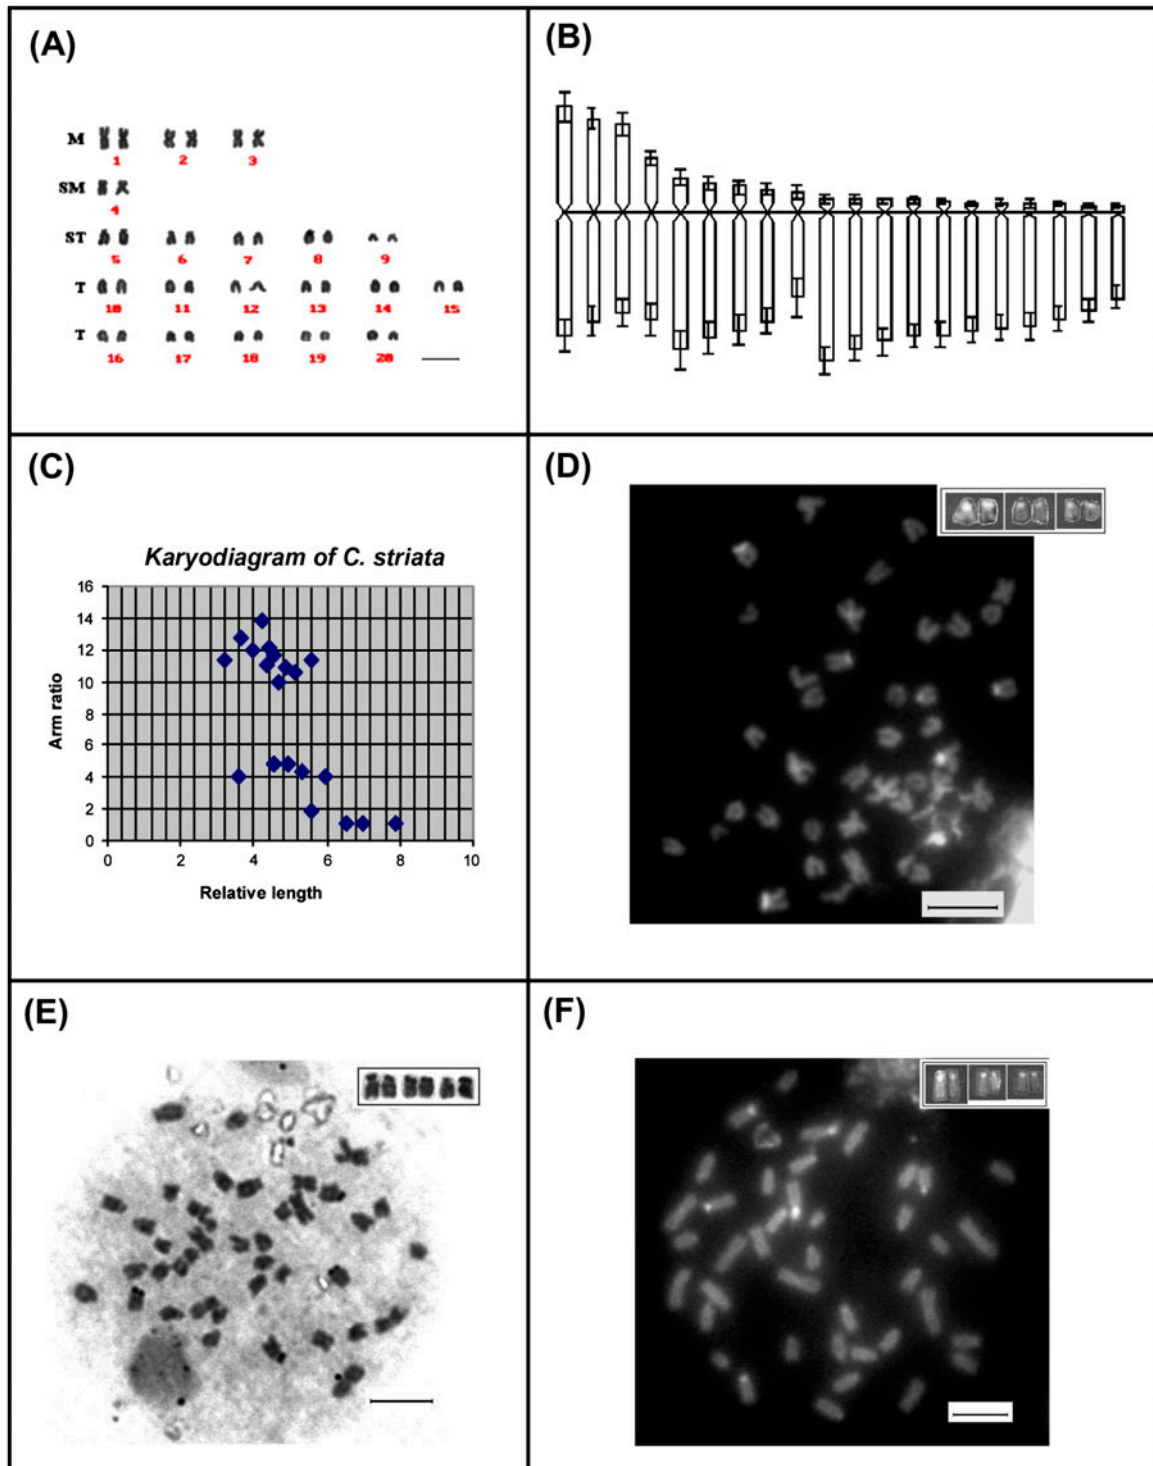 (A)
M
1 2 3
SM
4
ST
5 6 7 8 9
T
10 11 12 13 14 15
T
16 17 18 19 20
(B)
(C)
Karyodiagram of C. striata
16
14
12
10
8
6
4
2
0
Arm ratio
0 2 4 6 8 10
Relative length
(D)
(E)
(F)